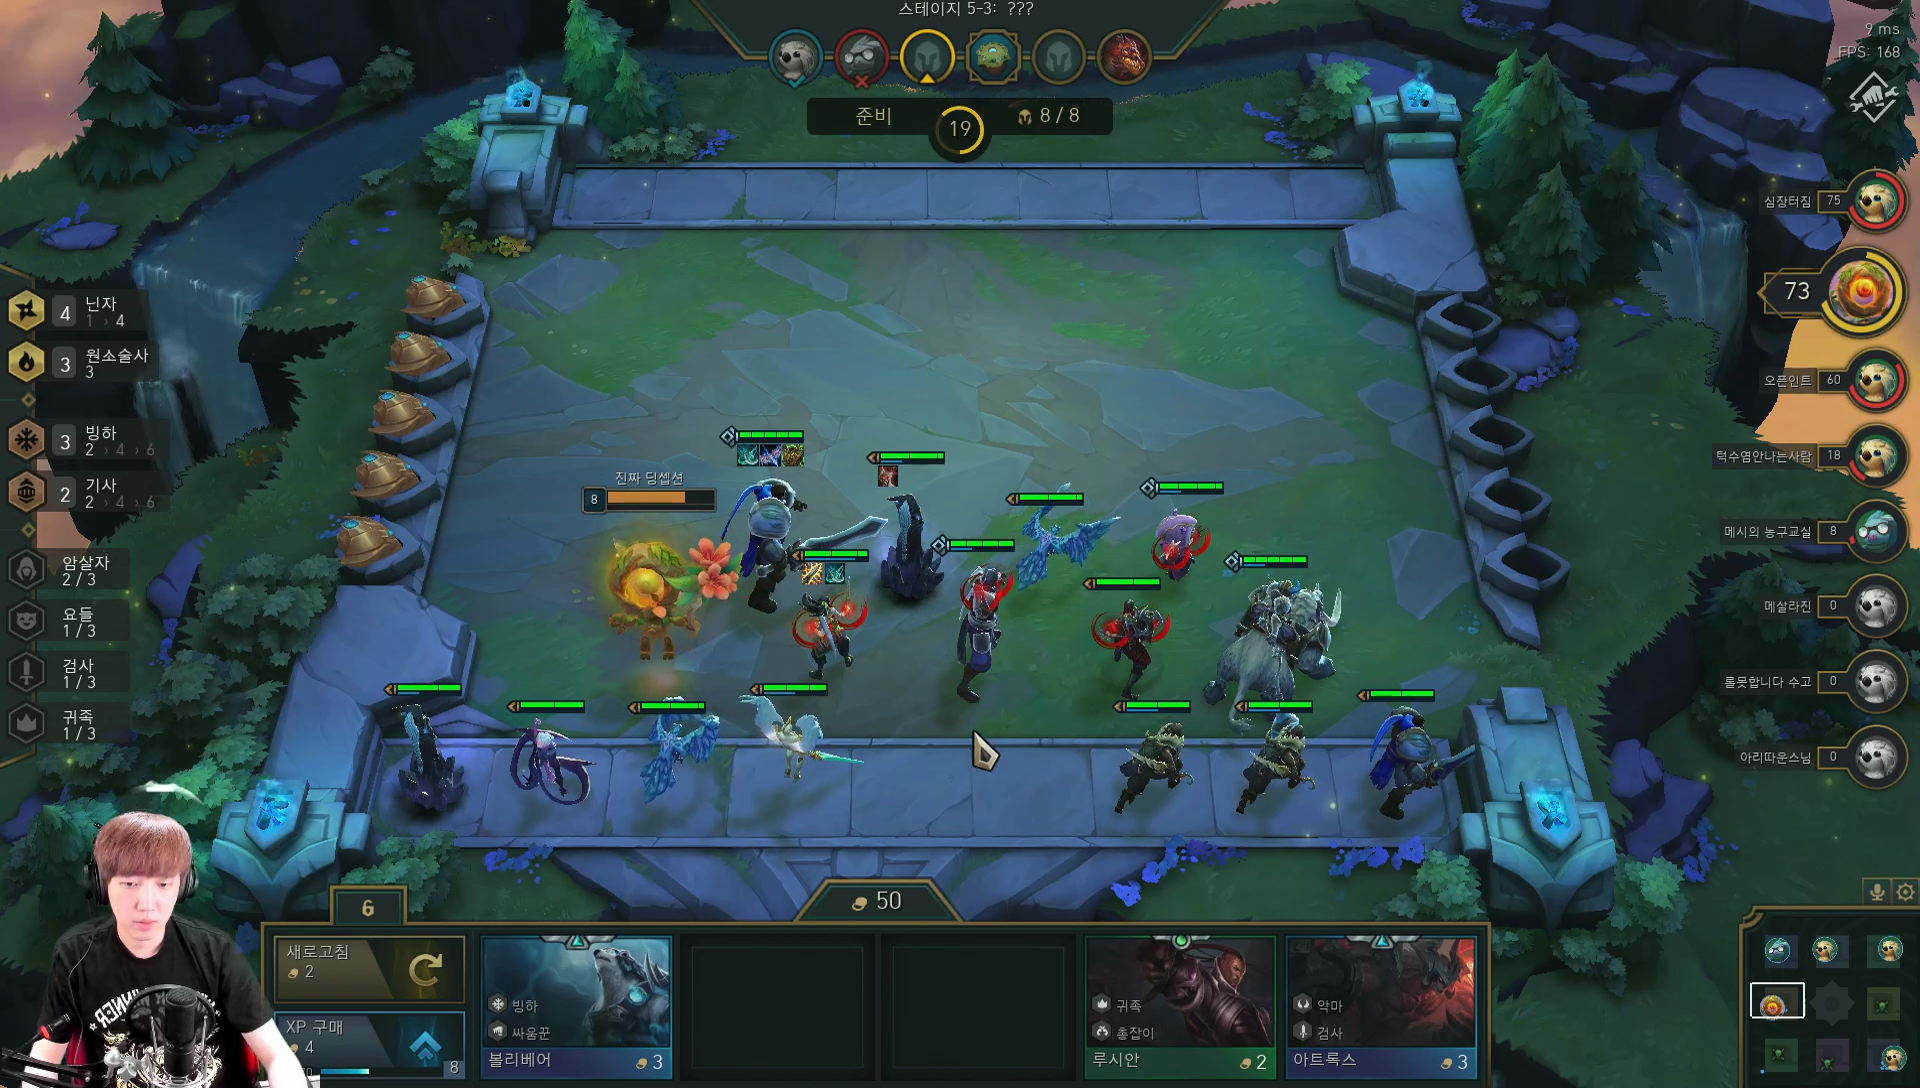 스테이지 5-3: ???
9 ms
FPS: 168
준비
19
8 / 8
심장터짐 75
73
오픈인트 60
턱수염안나는사람 18
메시의 농구교실 8
메살라진 0
롤못합니다 수고 0
아리따운스님 0
4 닌자
1 › 4
3 원소술사
3
3 빙하
2 › 4 › 6
2 기사
2 › 4 › 6
암살자
2 / 3
요들
1 / 3
검사
1 / 3
귀족
1 / 3
진짜 딩셉션
8
50
6
새로고침
2
XP 구매
4
8
빙하
싸움꾼
볼리베어 3
귀족
총잡이
루시안 2
악마
검사
아트록스 3